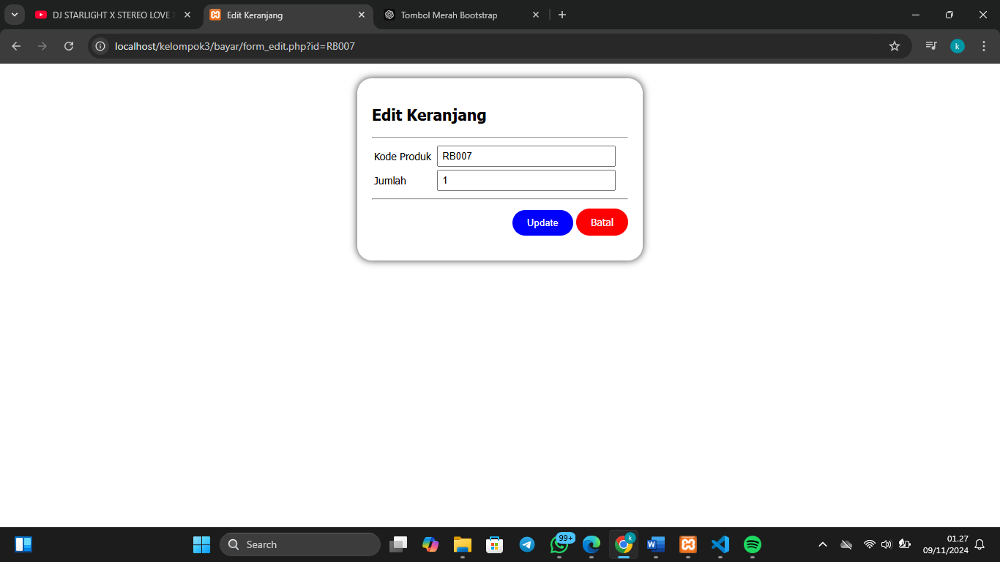 DJ STARLIGHT X STEREO LOVE
Edit Keranjang
Tombol Merah Bootstrap
localhost/kelompok3/bayar/form_edit.php?id=RB007
k
Edit Keranjang
Kode Produk RB007
Jumlah 1
Update Batal
Search
99+
k
01.27
09/11/2024